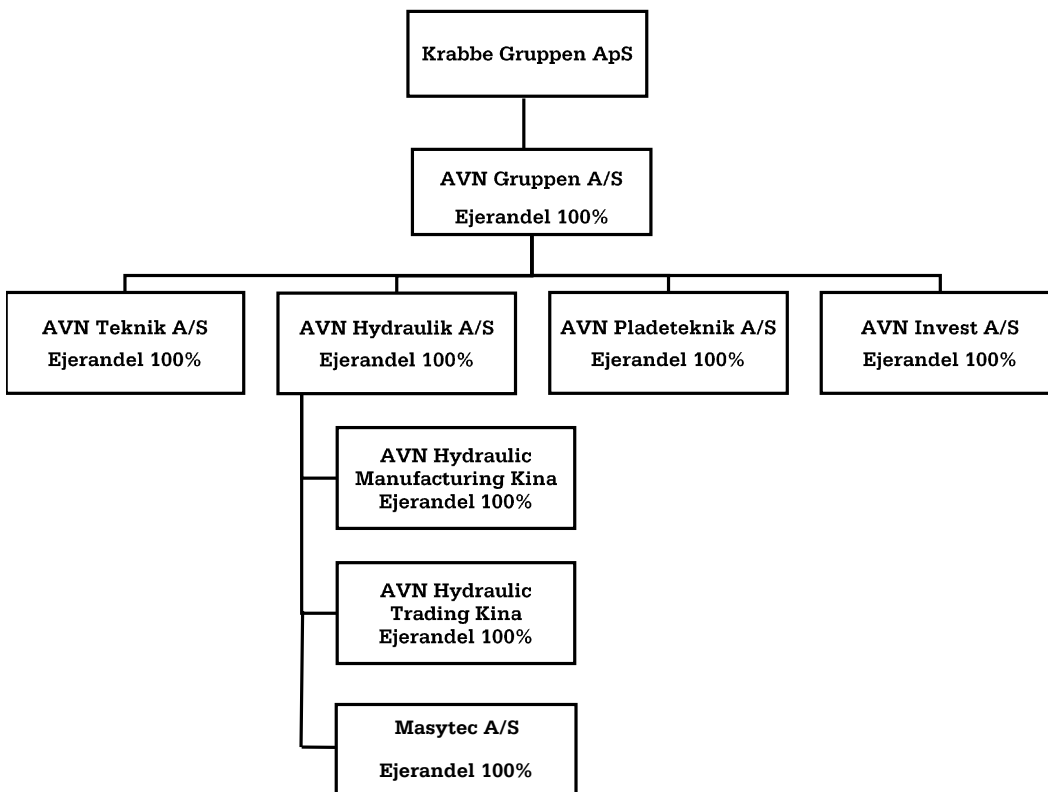 Krabbe Gruppen ApS
AVN Gruppen A/S
Ejerandel 100%
AVN Teknik A/S
Ejerandel 100%
AVN Hydraulik A/S
Ejerandel 100%
AVN Pladeteknik A/S
Ejerandel 100%
AVN Invest A/S
Ejerandel 100%
AVN Hydraulic
Manufacturing Kina
Ejerandel 100%
AVN Hydraulic
Trading Kina
Ejerandel 100%
Masytec A/S
Ejerandel 100%